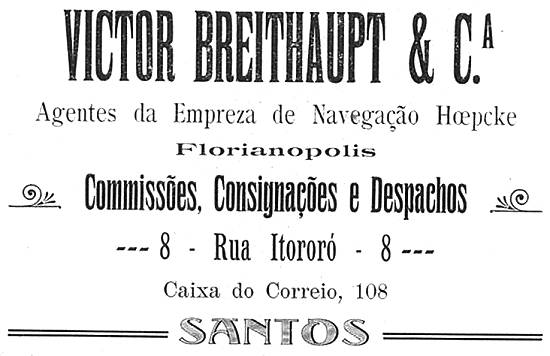 VICTOR BREITHAUPT & C.A
Agentes da Empreza de Navegação Hœpcke
Florianopolis
Commissões, Consignações e Despachos
--- 8 - Rua Itororó - 8 ---
Caixa do Correio, 108
SANTOS